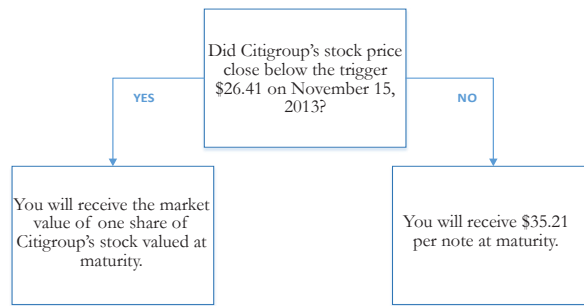 Did Citigroup's stock price
close below the trigger
$26.41 on November 15,
2013?
YES
NO
You will receive the market
value of one share of
Citigroup's stock valued at
maturity.
You will receive $35.21
per note at maturity.